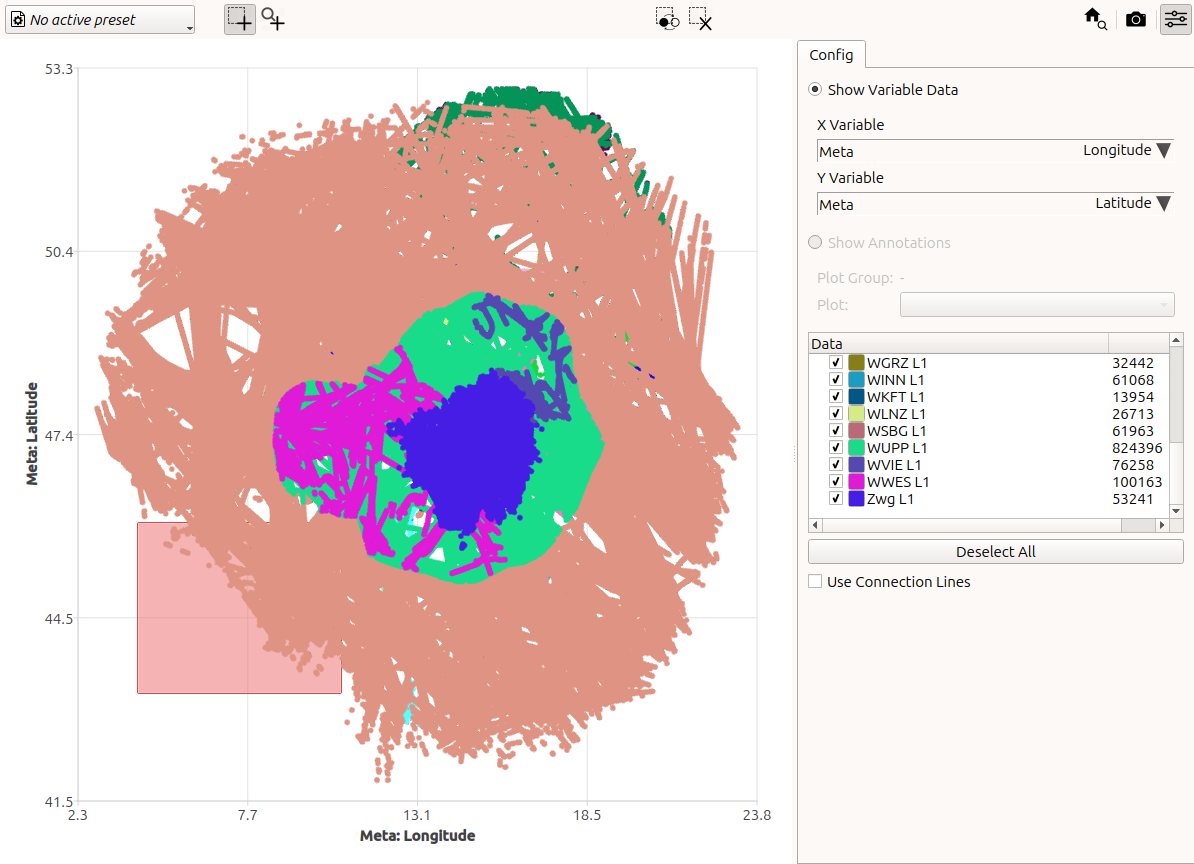 No active preset
53.3
50.4
47.4
44.5
41.5
2.3
7.7
13.1
18.5
23.8
Meta: Latitude
Meta: Longitude
Config
Show Variable Data
X Variable
Meta Longitude
Y Variable
Meta Latitude
Show Annotations
Plot Group: -
Plot:
Data
WGRZ L1 32442
WINN L1 61068
WKFT L1 13954
WLNZ L1 26713
WSBG L1 61963
WUPP L1 824396
WVIE L1 76258
WWES L1 100163
Zwg L1 53241
Deselect All
Use Connection Lines